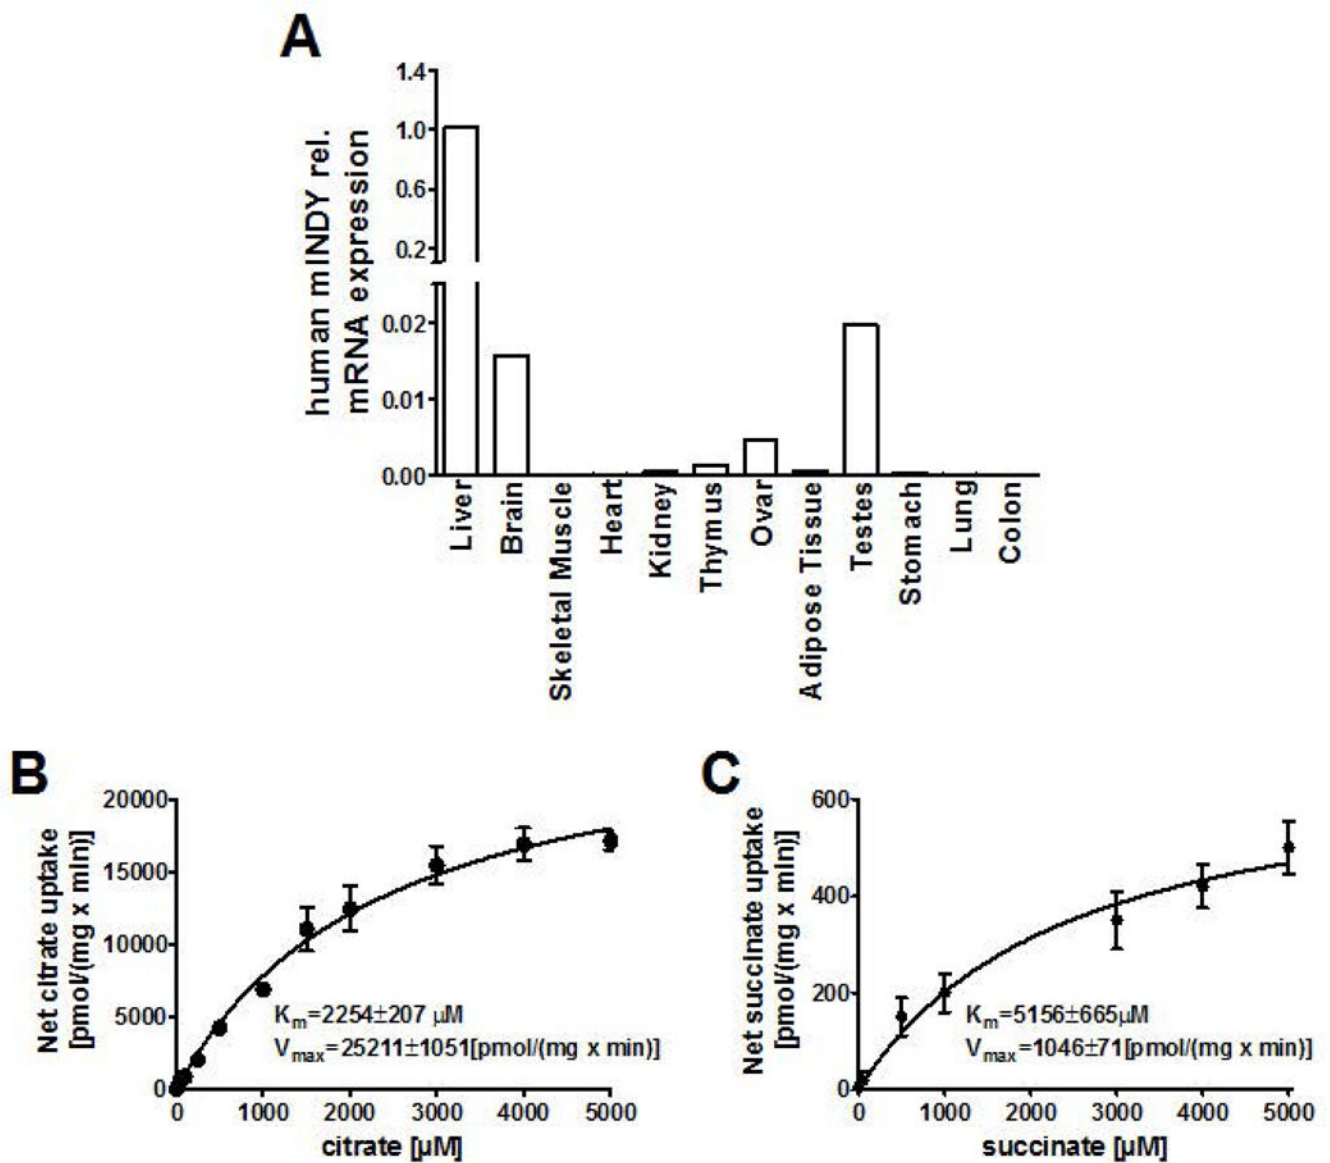 A
human mINDY rel.
mRNA expression
1.4
1.0
0.6
0.2
0.02
0.01
0.00
Liver
Brain
Skeletal Muscle
Heart
Kidney
Thymus
Ovar
Adipose Tissue
Testes
Stomach
Lung
Colon
B
Net citrate uptake
[pmol/(mg x min)]
20000
15000
10000
5000
0
Km=2254±207 µM
Vmax=25211±1051[pmol/(mg x min)]
0 1000 2000 3000 4000 5000
citrate [µM]
C
Net succinate uptake
[pmol/(mg x min)]
600
400
200
0
Km=5156±665µM
Vmax=1046±71[pmol/(mg x min)]
0 1000 2000 3000 4000 5000
succinate [µM]